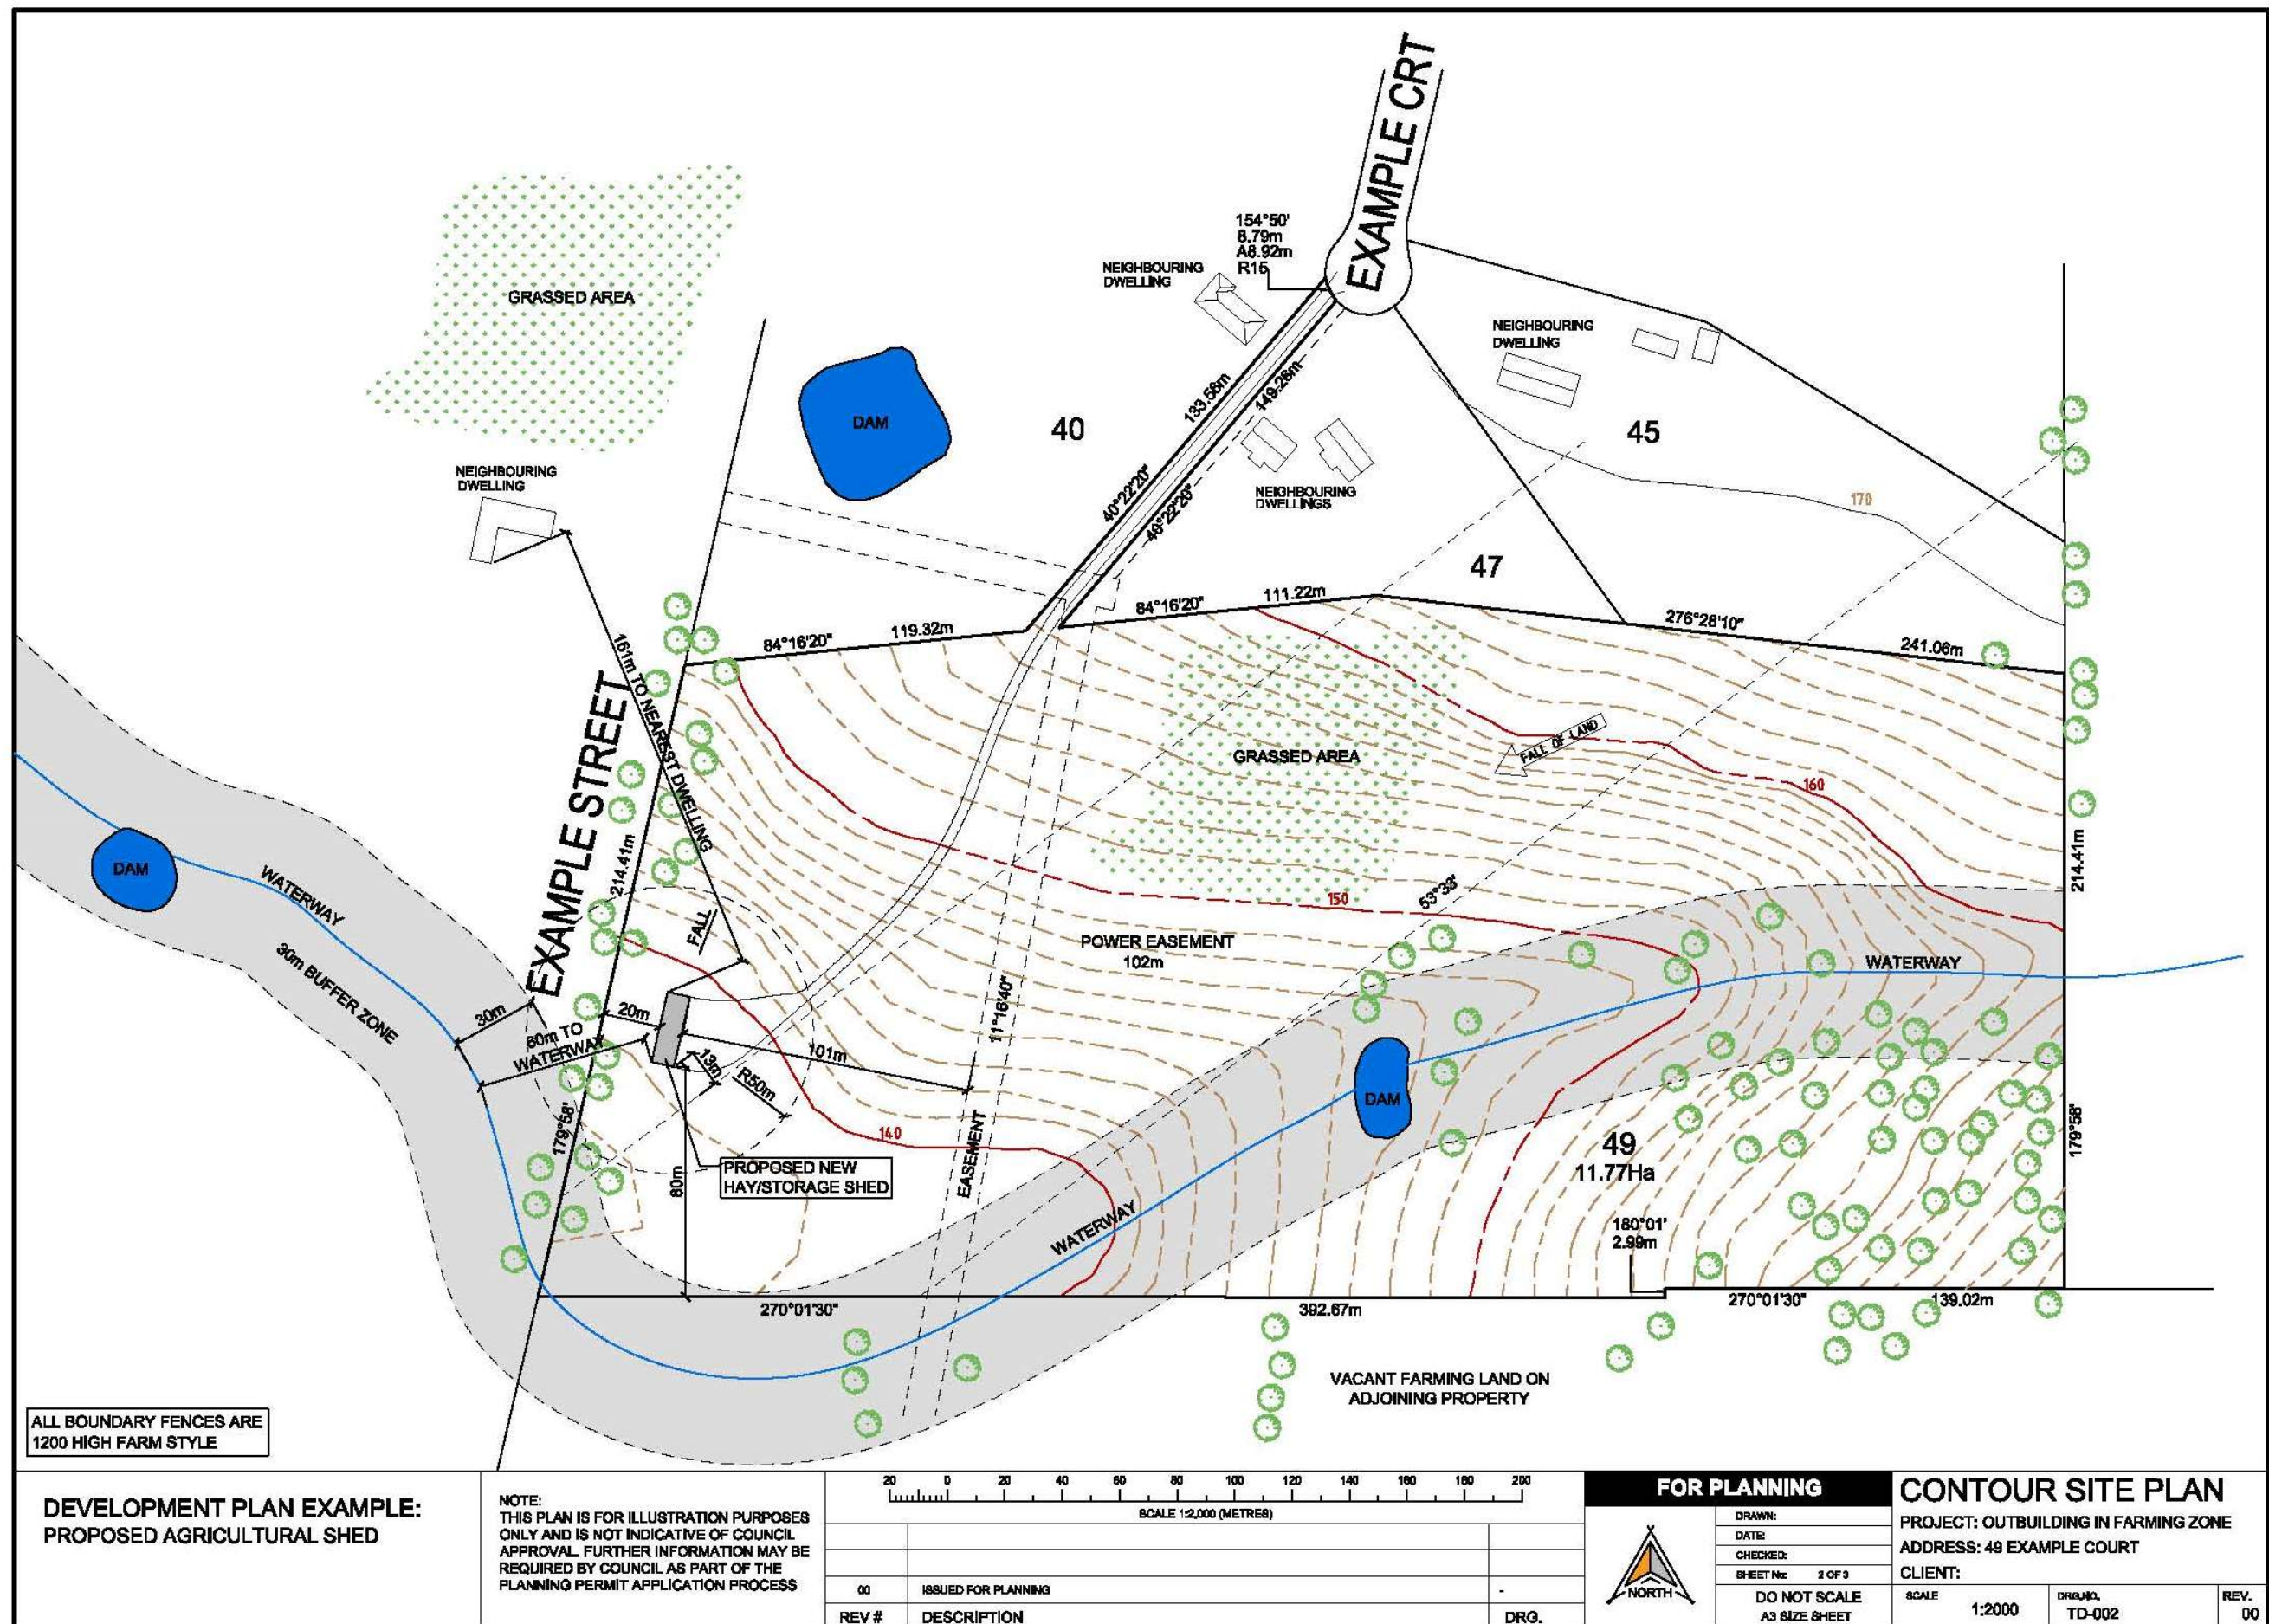 EXAMPLE CRT
154°50'
8.79m
A8.92m
R15
NEIGHBOURING
DWELLING
GRASSED AREA
NEIGHBOURING
DWELLING
133.56m
149.26m
DAM
40
45
NEIGHBOURING
DWELLING
40°22'20"
40°22'20"
NEIGHBOURING
DWELLINGS
170
47
84°16'20"
119.32m
84°16'20"
111.22m
276°28'10"
241.06m
161m TO NEAREST DWELLING
EXAMPLE STREET
GRASSED AREA
FALL OF LAND
160
214.41m
214.41m
DAM
WATERWAY
30m BUFFER ZONE
FALL
150
53°33'
POWER EASEMENT
102m
WATERWAY
30m
60m TO
WATERWAY
20m
101m
11°16'40"
13m
R50m
DAM
179°58'
140
EASEMENT
PROPOSED NEW
HAY/STORAGE SHED
80m
WATERWAY
49
11.77Ha
179°58'
180°01'
2.99m
270°01'30"
392.67m
270°01'30"
139.02m
VACANT FARMING LAND ON
ADJOINING PROPERTY
ALL BOUNDARY FENCES ARE
1200 HIGH FARM STYLE
DEVELOPMENT PLAN EXAMPLE:
PROPOSED AGRICULTURAL SHED
NOTE:
THIS PLAN IS FOR ILLUSTRATION PURPOSES
ONLY AND IS NOT INDICATIVE OF COUNCIL
APPROVAL. FURTHER INFORMATION MAY BE
REQUIRED BY COUNCIL AS PART OF THE
PLANNING PERMIT APPLICATION PROCESS
20 0 20 40 60 80 100 120 140 160 180 200
SCALE 1:2,000 (METRES)
00 ISSUED FOR PLANNING -
REV # DESCRIPTION DRG.
FOR PLANNING
NORTH
DRAWN:
DATE:
CHECKED:
SHEET No: 2 OF 3
DO NOT SCALE
A3 SIZE SHEET
CONTOUR SITE PLAN
PROJECT: OUTBUILDING IN FARMING ZONE
ADDRESS: 49 EXAMPLE COURT
CLIENT:
SCALE 1:2000
DRG.NO. TD-002
REV. 00